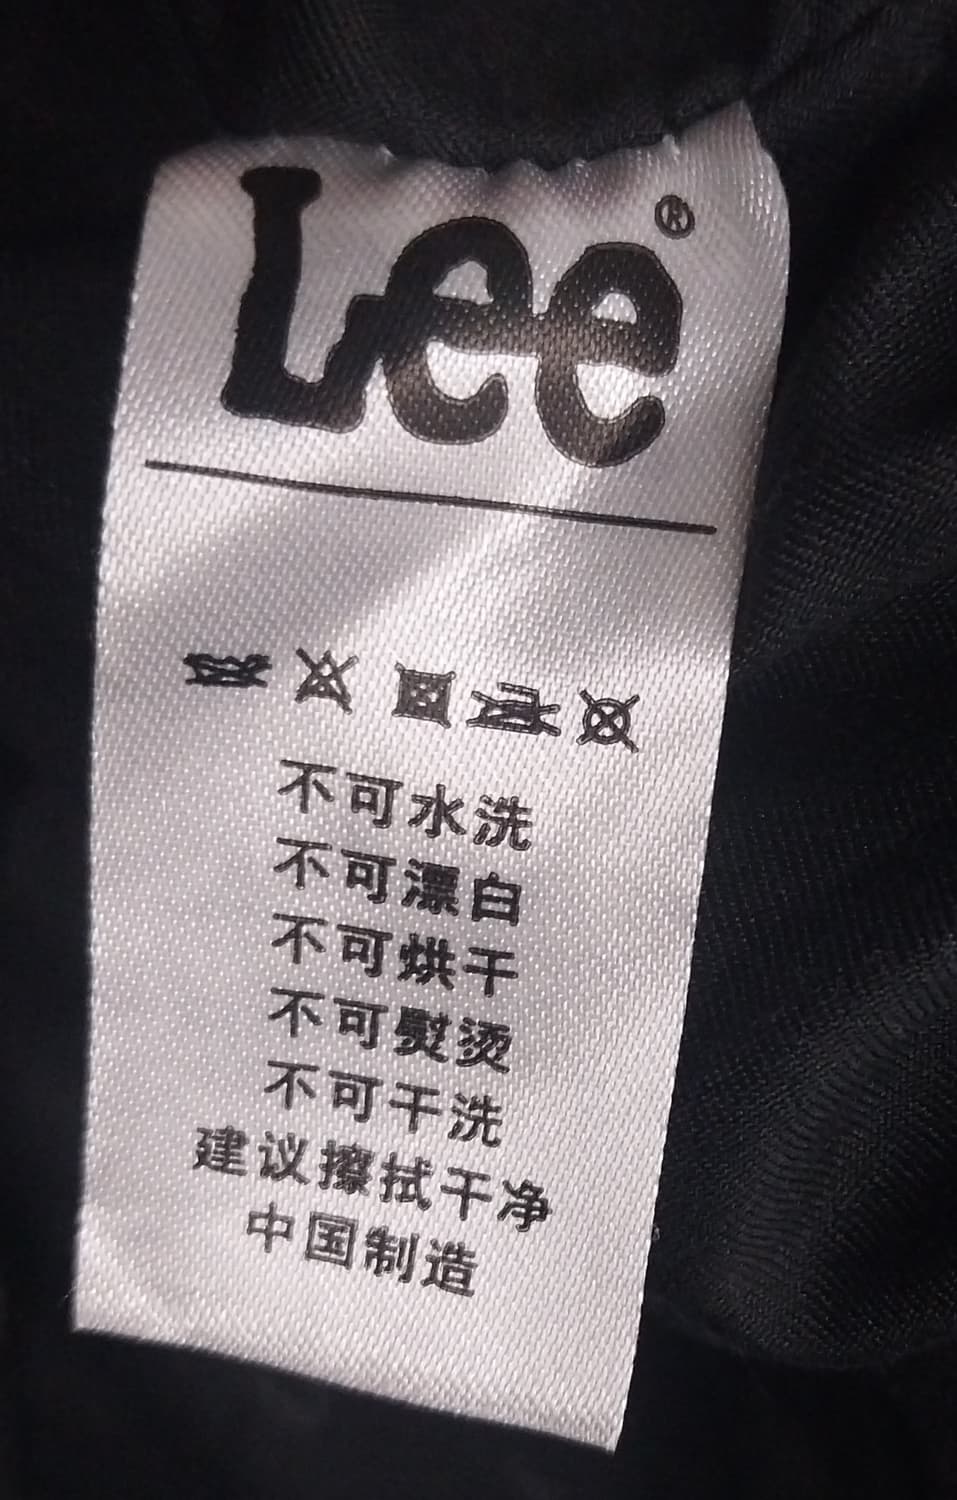 Lee®
不可水洗
不可漂白
不可烘干
不可熨烫
不可干洗
建议擦拭干净
中国制造